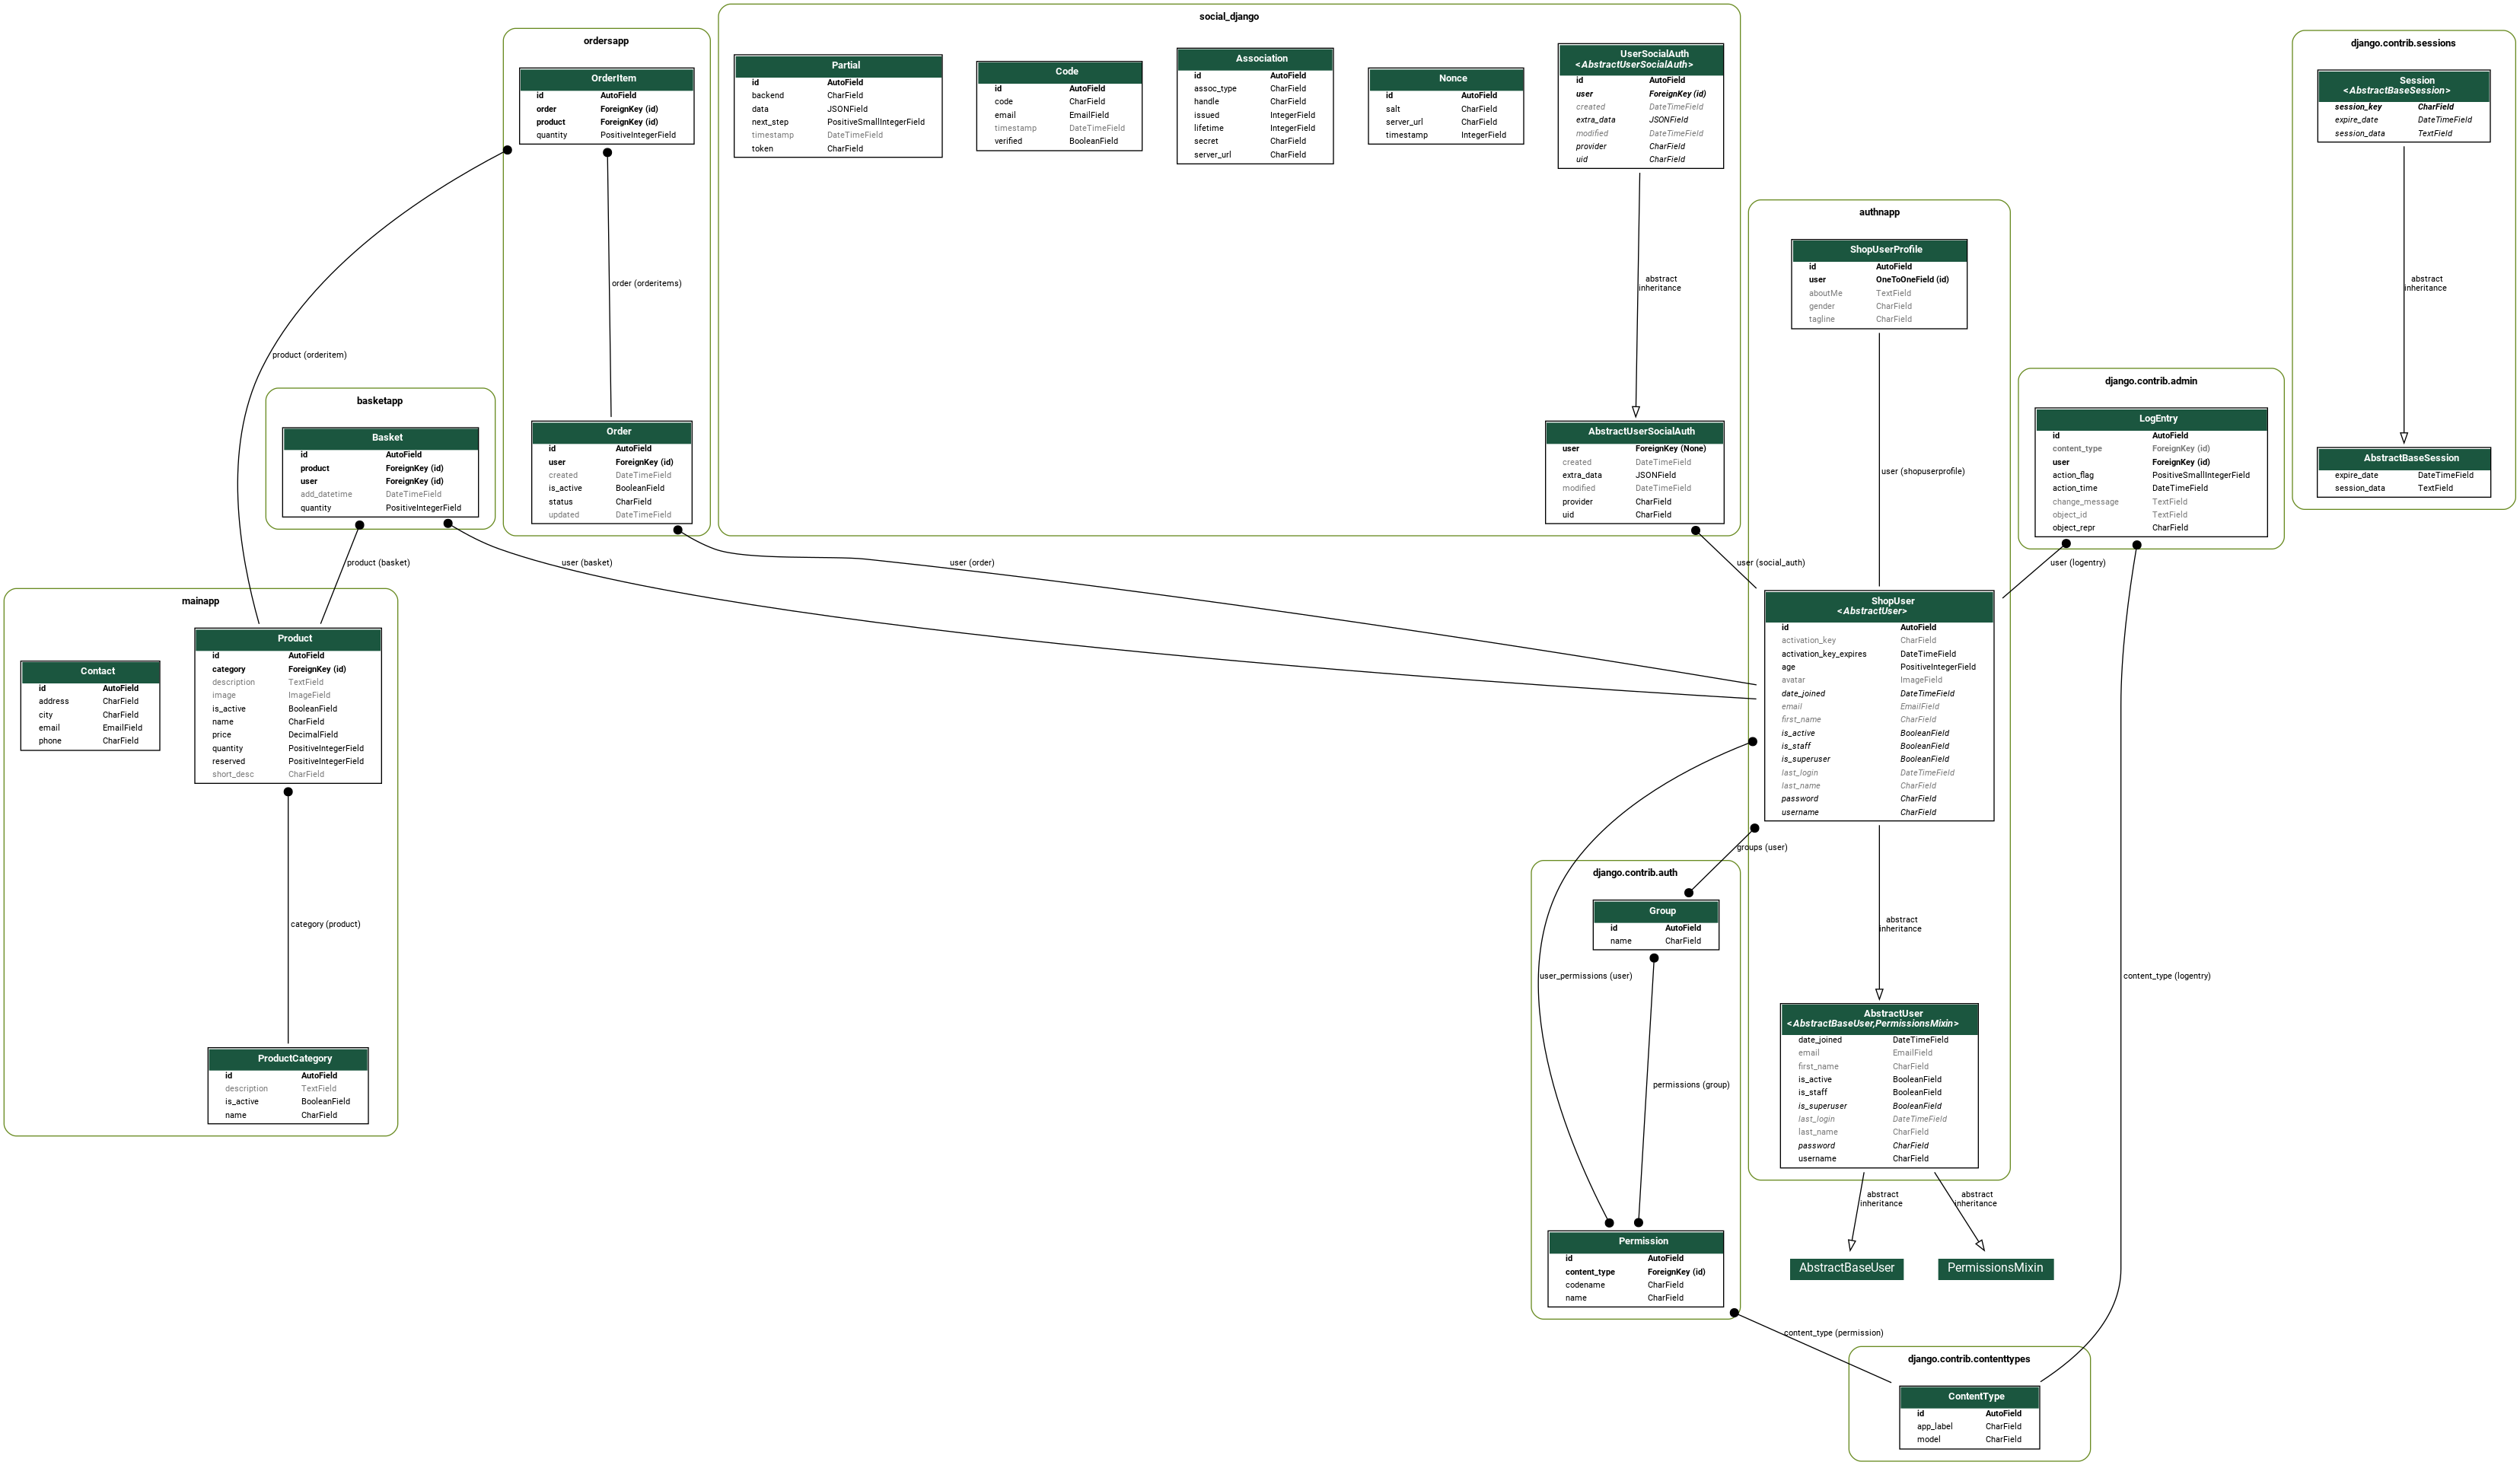 social_django
Partial
id AutoField
backend CharField
data JSONField
next_step PositiveSmallIntegerField
timestamp DateTimeField
token CharField
Code
id AutoField
code CharField
email EmailField
timestamp DateTimeField
verified BooleanField
Association
id AutoField
assoc_type CharField
handle CharField
issued IntegerField
lifetime IntegerField
secret CharField
server_url CharField
Nonce
id AutoField
salt CharField
server_url CharField
timestamp IntegerField
UserSocialAuth
<AbstractUserSocialAuth>
id AutoField
user ForeignKey (id)
created DateTimeField
extra_data JSONField
modified DateTimeField
provider CharField
uid CharField
abstract
inheritance
AbstractUserSocialAuth
user ForeignKey (None)
created DateTimeField
extra_data JSONField
modified DateTimeField
provider CharField
uid CharField
user (social_auth)
ordersapp
OrderItem
id AutoField
order ForeignKey (id)
product ForeignKey (id)
quantity PositiveIntegerField
order (orderitems)
product (orderitem)
Order
id AutoField
user ForeignKey (id)
created DateTimeField
is_active BooleanField
status CharField
updated DateTimeField
user (order)
basketapp
Basket
id AutoField
product ForeignKey (id)
user ForeignKey (id)
add_datetime DateTimeField
quantity PositiveIntegerField
product (basket)
user (basket)
mainapp
Contact
id AutoField
address CharField
city CharField
email EmailField
phone CharField
Product
id AutoField
category ForeignKey (id)
description TextField
image ImageField
is_active BooleanField
name CharField
price DecimalField
quantity PositiveIntegerField
reserved PositiveIntegerField
short_desc CharField
category (product)
ProductCategory
id AutoField
description TextField
is_active BooleanField
name CharField
authnapp
ShopUserProfile
id AutoField
user OneToOneField (id)
aboutMe TextField
gender CharField
tagline CharField
user (shopuserprofile)
ShopUser
<AbstractUser>
id AutoField
activation_key CharField
activation_key_expires DateTimeField
age PositiveIntegerField
avatar ImageField
date_joined DateTimeField
email EmailField
first_name CharField
is_active BooleanField
is_staff BooleanField
is_superuser BooleanField
last_login DateTimeField
last_name CharField
password CharField
username CharField
groups (user)
user_permissions (user)
abstract
inheritance
AbstractUser
<AbstractBaseUser,PermissionsMixin>
date_joined DateTimeField
email EmailField
first_name CharField
is_active BooleanField
is_staff BooleanField
is_superuser BooleanField
last_login DateTimeField
last_name CharField
password CharField
username CharField
abstract
inheritance
abstract
inheritance
AbstractBaseUser
PermissionsMixin
django.contrib.admin
LogEntry
id AutoField
content_type ForeignKey (id)
user ForeignKey (id)
action_flag PositiveSmallIntegerField
action_time DateTimeField
change_message TextField
object_id TextField
object_repr CharField
user (logentry)
content_type (logentry)
django.contrib.sessions
Session
<AbstractBaseSession>
session_key CharField
expire_date DateTimeField
session_data TextField
abstract
inheritance
AbstractBaseSession
expire_date DateTimeField
session_data TextField
django.contrib.auth
Group
id AutoField
name CharField
permissions (group)
Permission
id AutoField
content_type ForeignKey (id)
codename CharField
name CharField
content_type (permission)
django.contrib.contenttypes
ContentType
id AutoField
app_label CharField
model CharField